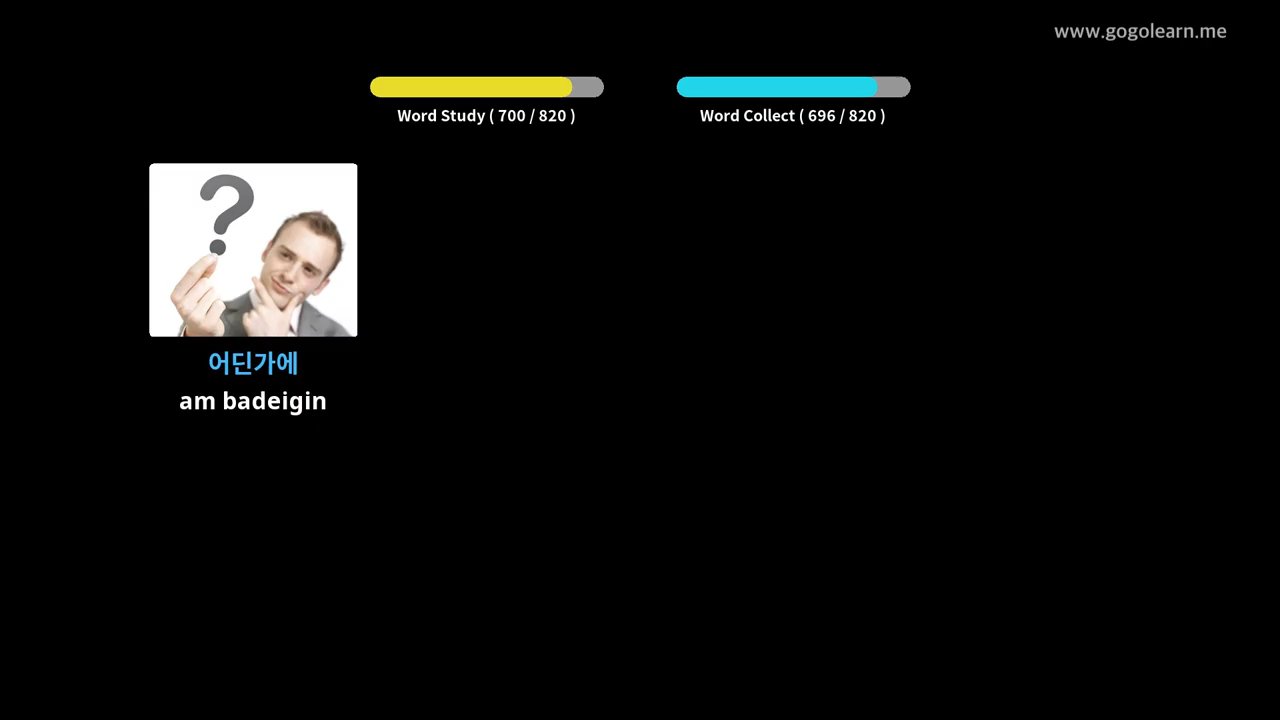 www.gogolearn.me
Word Study ( 700 / 820 )
Word Collect ( 696 / 820 )
?
어딘가에
am badeigin